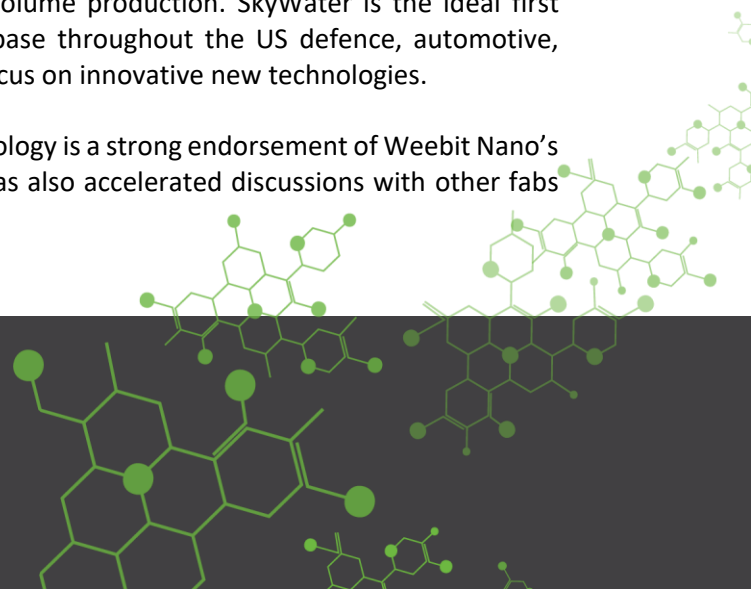 volume production. SkyWater is the ideal first
base throughout the US defence, automotive,
cus on innovative new technologies.
ology is a strong endorsement of Weebit Nano's
as also accelerated discussions with other fabs